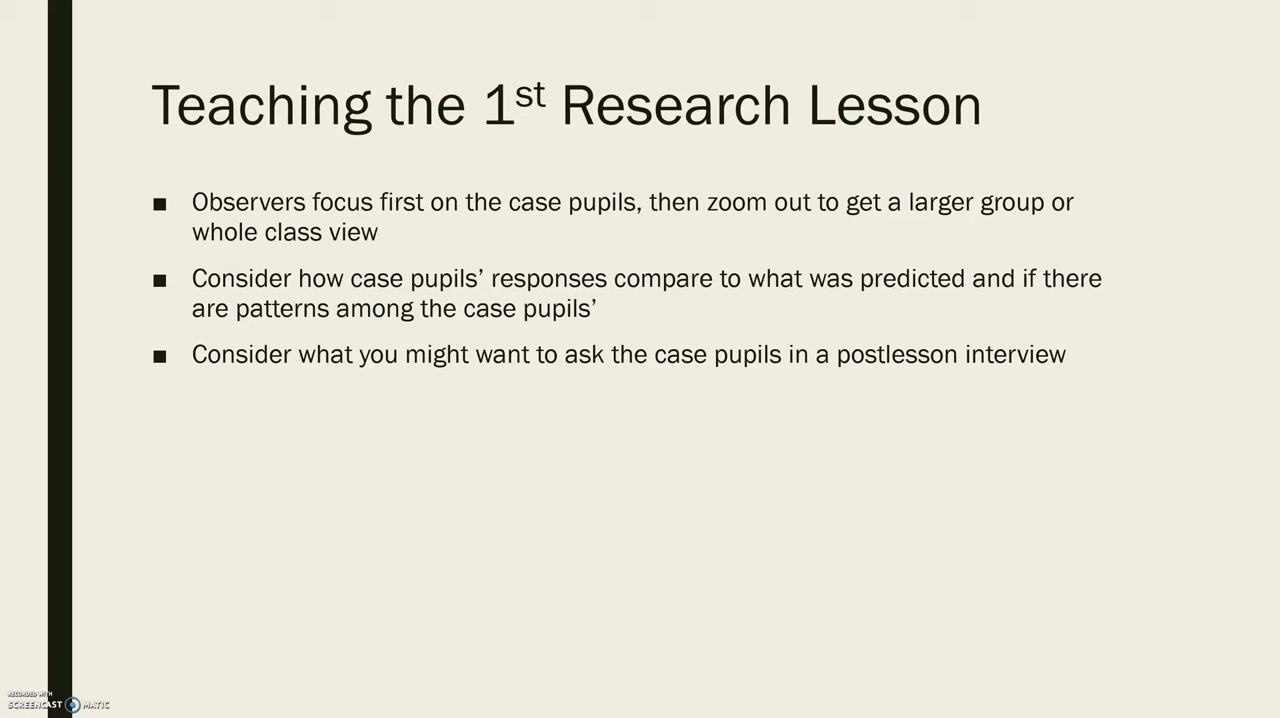 Teaching the 1st Research Lesson
■ Observers focus first on the case pupils, then zoom out to get a larger group or
whole class view
■ Consider how case pupils’ responses compare to what was predicted and if there
are patterns among the case pupils’
■ Consider what you might want to ask the case pupils in a postlesson interview
RECORDED WITH
SCREENCAST MATIC